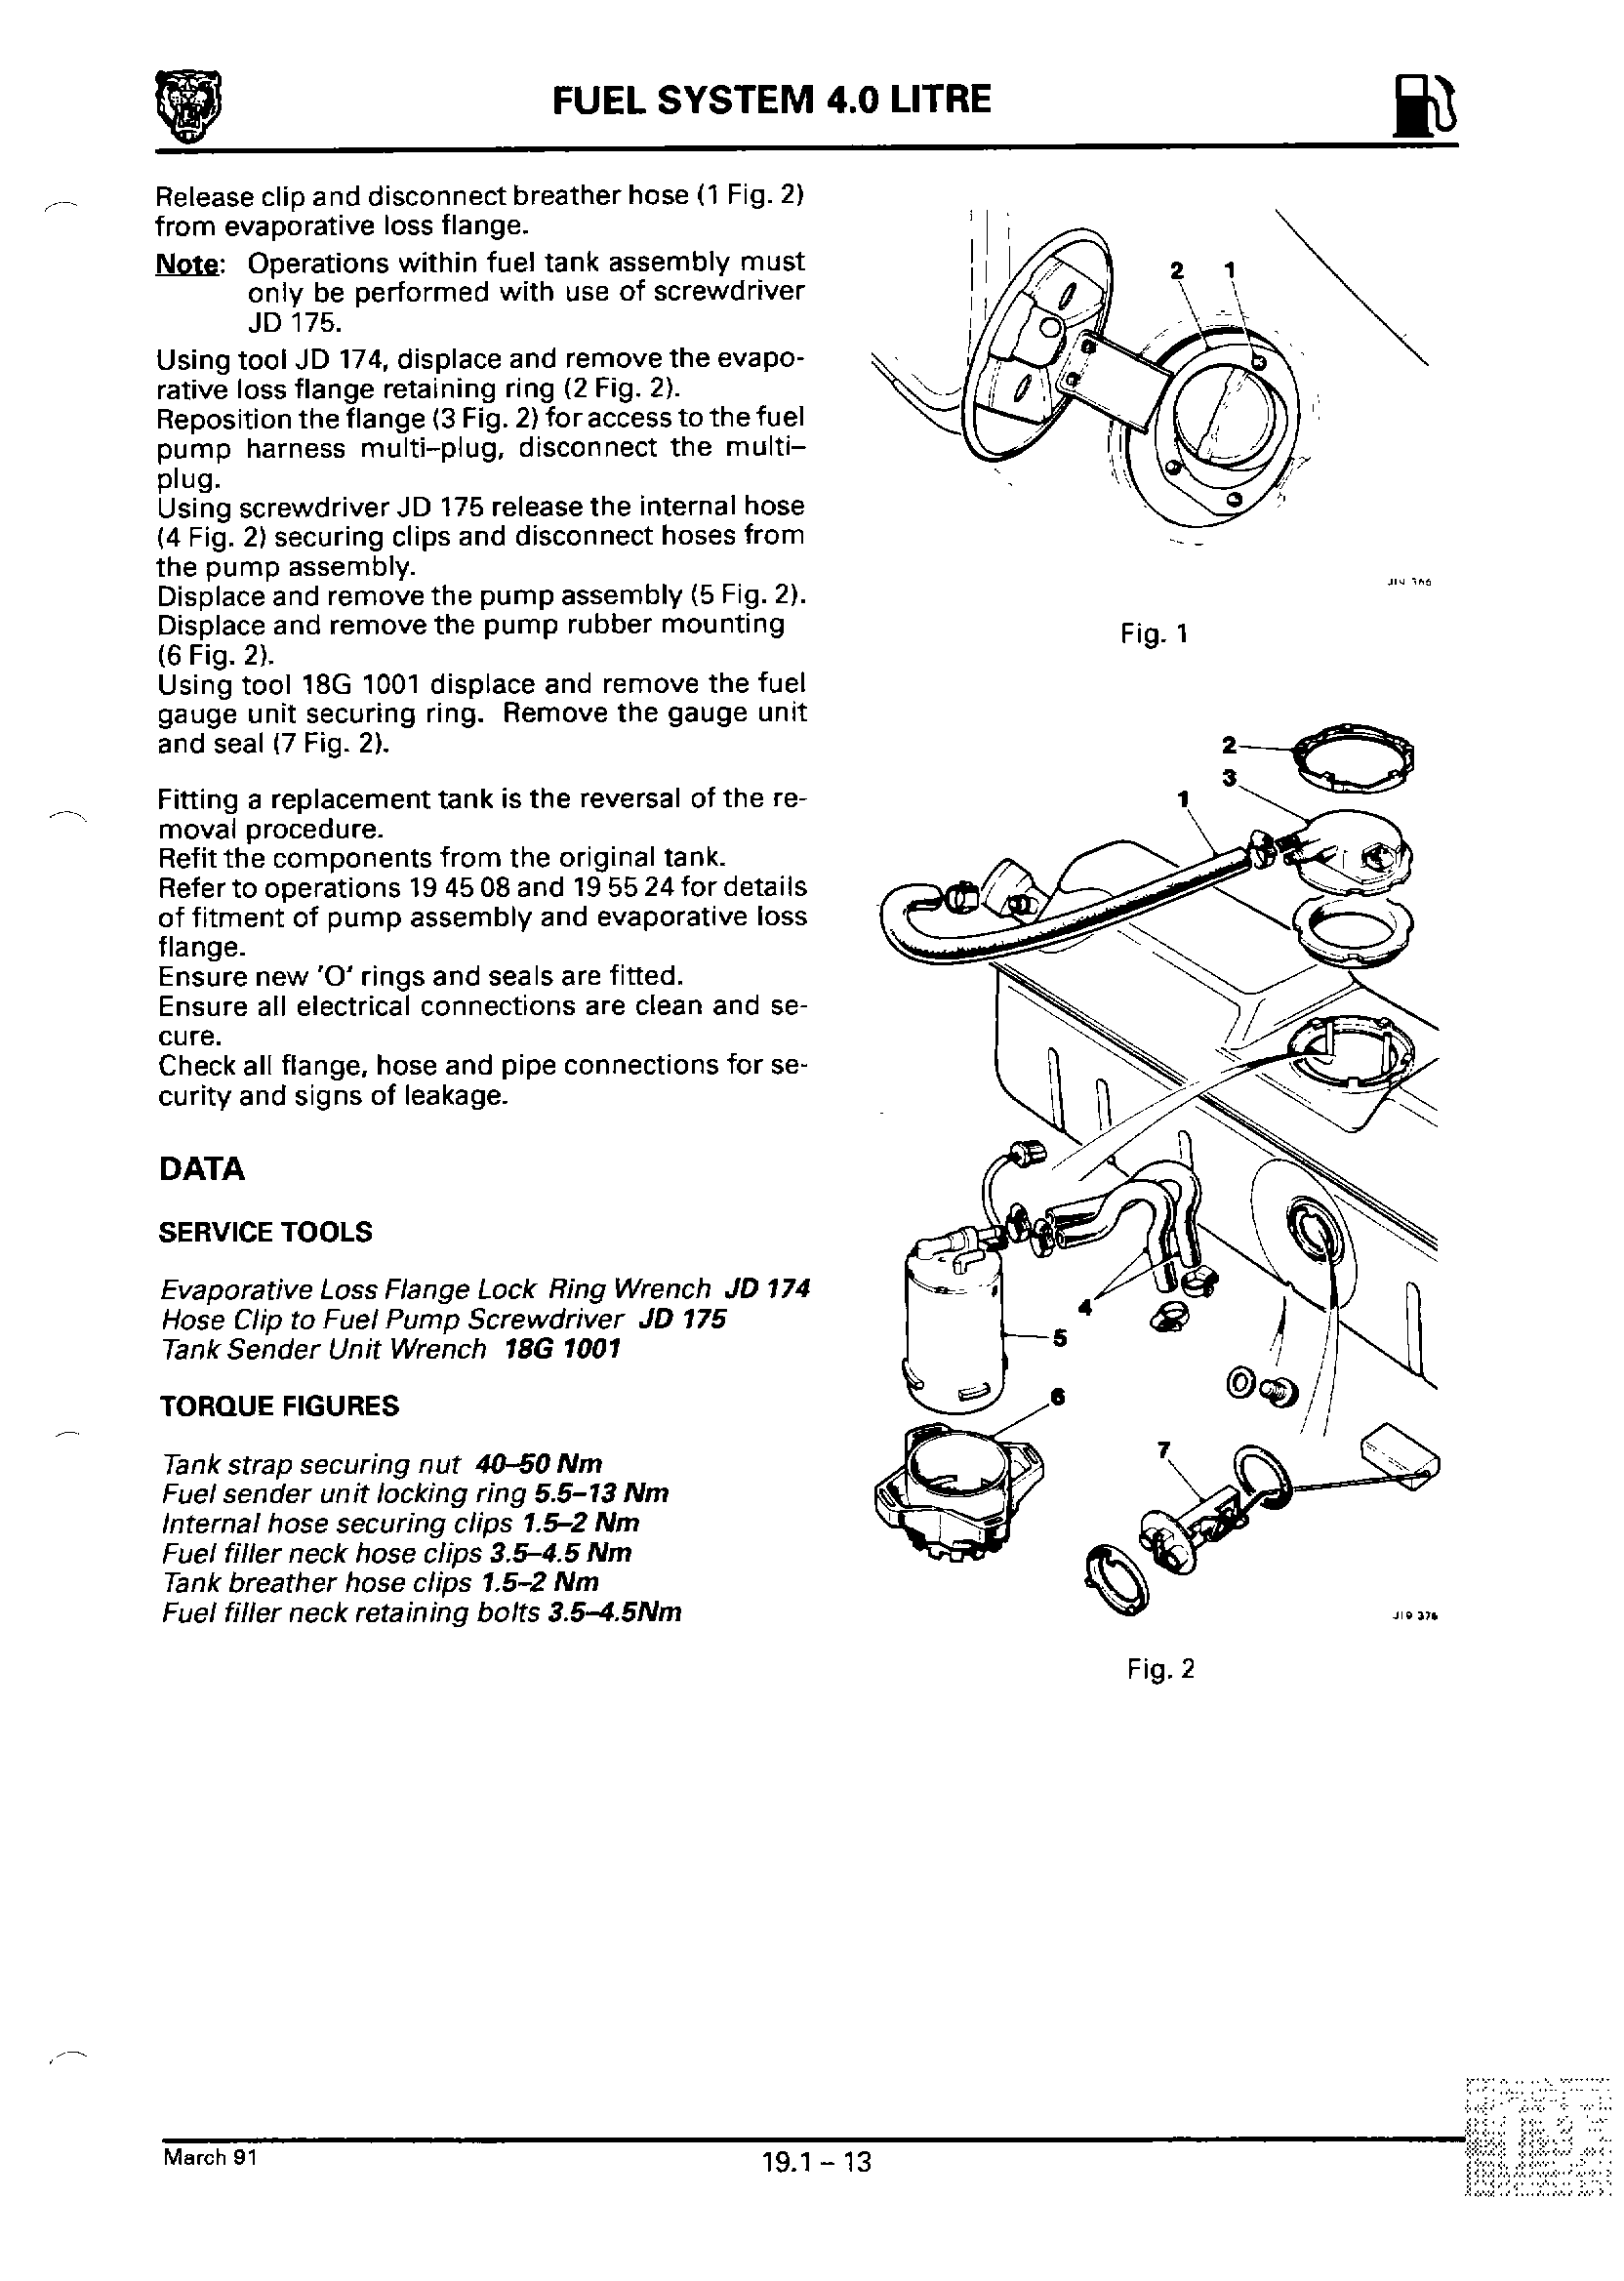 FUEL SYSTEM 4.0 LITRE
Release clip and disconnect breather hose (1 Fig. 2)
from evaporative loss flange.
Note: Operations within fuel tank assembly must
only be performed with use of screwdriver
JD 175.
Using tool JD 174, displace and remove the evapo-
rative loss flange retaining ring (2 Fig. 2).
Reposition the flange (3 Fig. 2) for access to the fuel
pump harness multi-plug, disconnect the multi-
plug.
Using screwdriver JD 175 release the internal hose
(4 Fig. 2) securing clips and disconnect hoses from
the pump assembly.
Displace and remove the pump assembly (5 Fig. 2).
Displace and remove the pump rubber mounting
(6 Fig. 2).
Using tool 18G 1001 displace and remove the fuel
gauge unit securing ring. Remove the gauge unit
and seal (7 Fig. 2).
Fitting a replacement tank is the reversal of the re-
moval procedure.
Refit the components from the original tank.
Refer to operations 19 45 08 and 19 55 24 for details
of fitment of pump assembly and evaporative loss
flange.
Ensure new 'O' rings and seals are fitted.
Ensure all electrical connections are clean and se-
cure.
Check all flange, hose and pipe connections for se-
curity and signs of leakage.
DATA
SERVICE TOOLS
Evaporative Loss Flange Lock Ring Wrench JD 174
Hose Clip to Fuel Pump Screwdriver JD 175
Tank Sender Unit Wrench 18G 1001
TORQUE FIGURES
Tank strap securing nut 40-50 Nm
Fuel sender unit locking ring 5.5-13 Nm
Internal hose securing clips 1.5-2 Nm
Fuel filler neck hose clips 3.5-4.5 Nm
Tank breather hose clips 1.5-2 Nm
Fuel filler neck retaining bolts 3.5-4.5Nm
2 1
Fig. 1
2
3
1
4
5
6
7
J19 376
Fig. 2
March 91
19.1 - 13